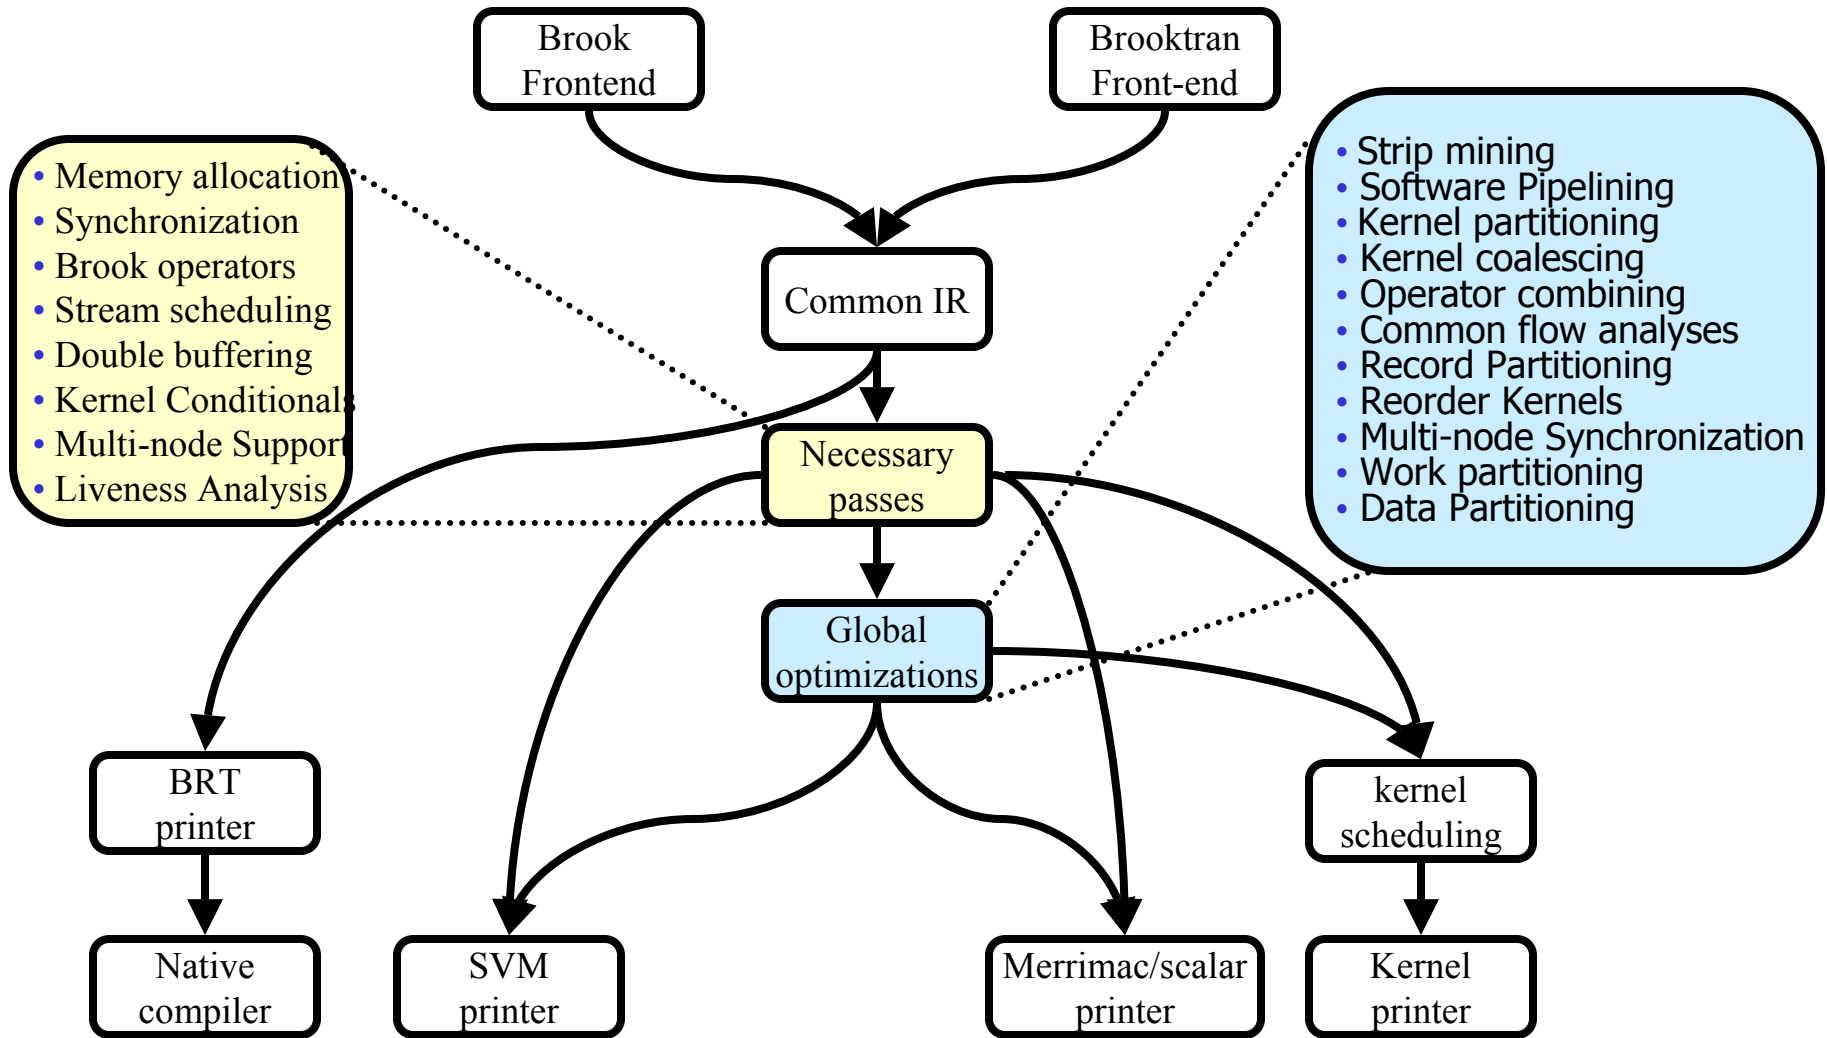 Brook
Frontend
Brooktran
Front-end
• Memory allocation
• Synchronization
• Brook operators
• Stream scheduling
• Double buffering
• Kernel Conditionals
• Multi-node Support
• Liveness Analysis
• Strip mining
• Software Pipelining
• Kernel partitioning
• Kernel coalescing
• Operator combining
• Common flow analyses
• Record Partitioning
• Reorder Kernels
• Multi-node Synchronization
• Work partitioning
• Data Partitioning
Common IR
Necessary
passes
Global
optimizations
BRT
printer
kernel
scheduling
Native
compiler
SVM
printer
Merrimac/scalar
printer
Kernel
printer